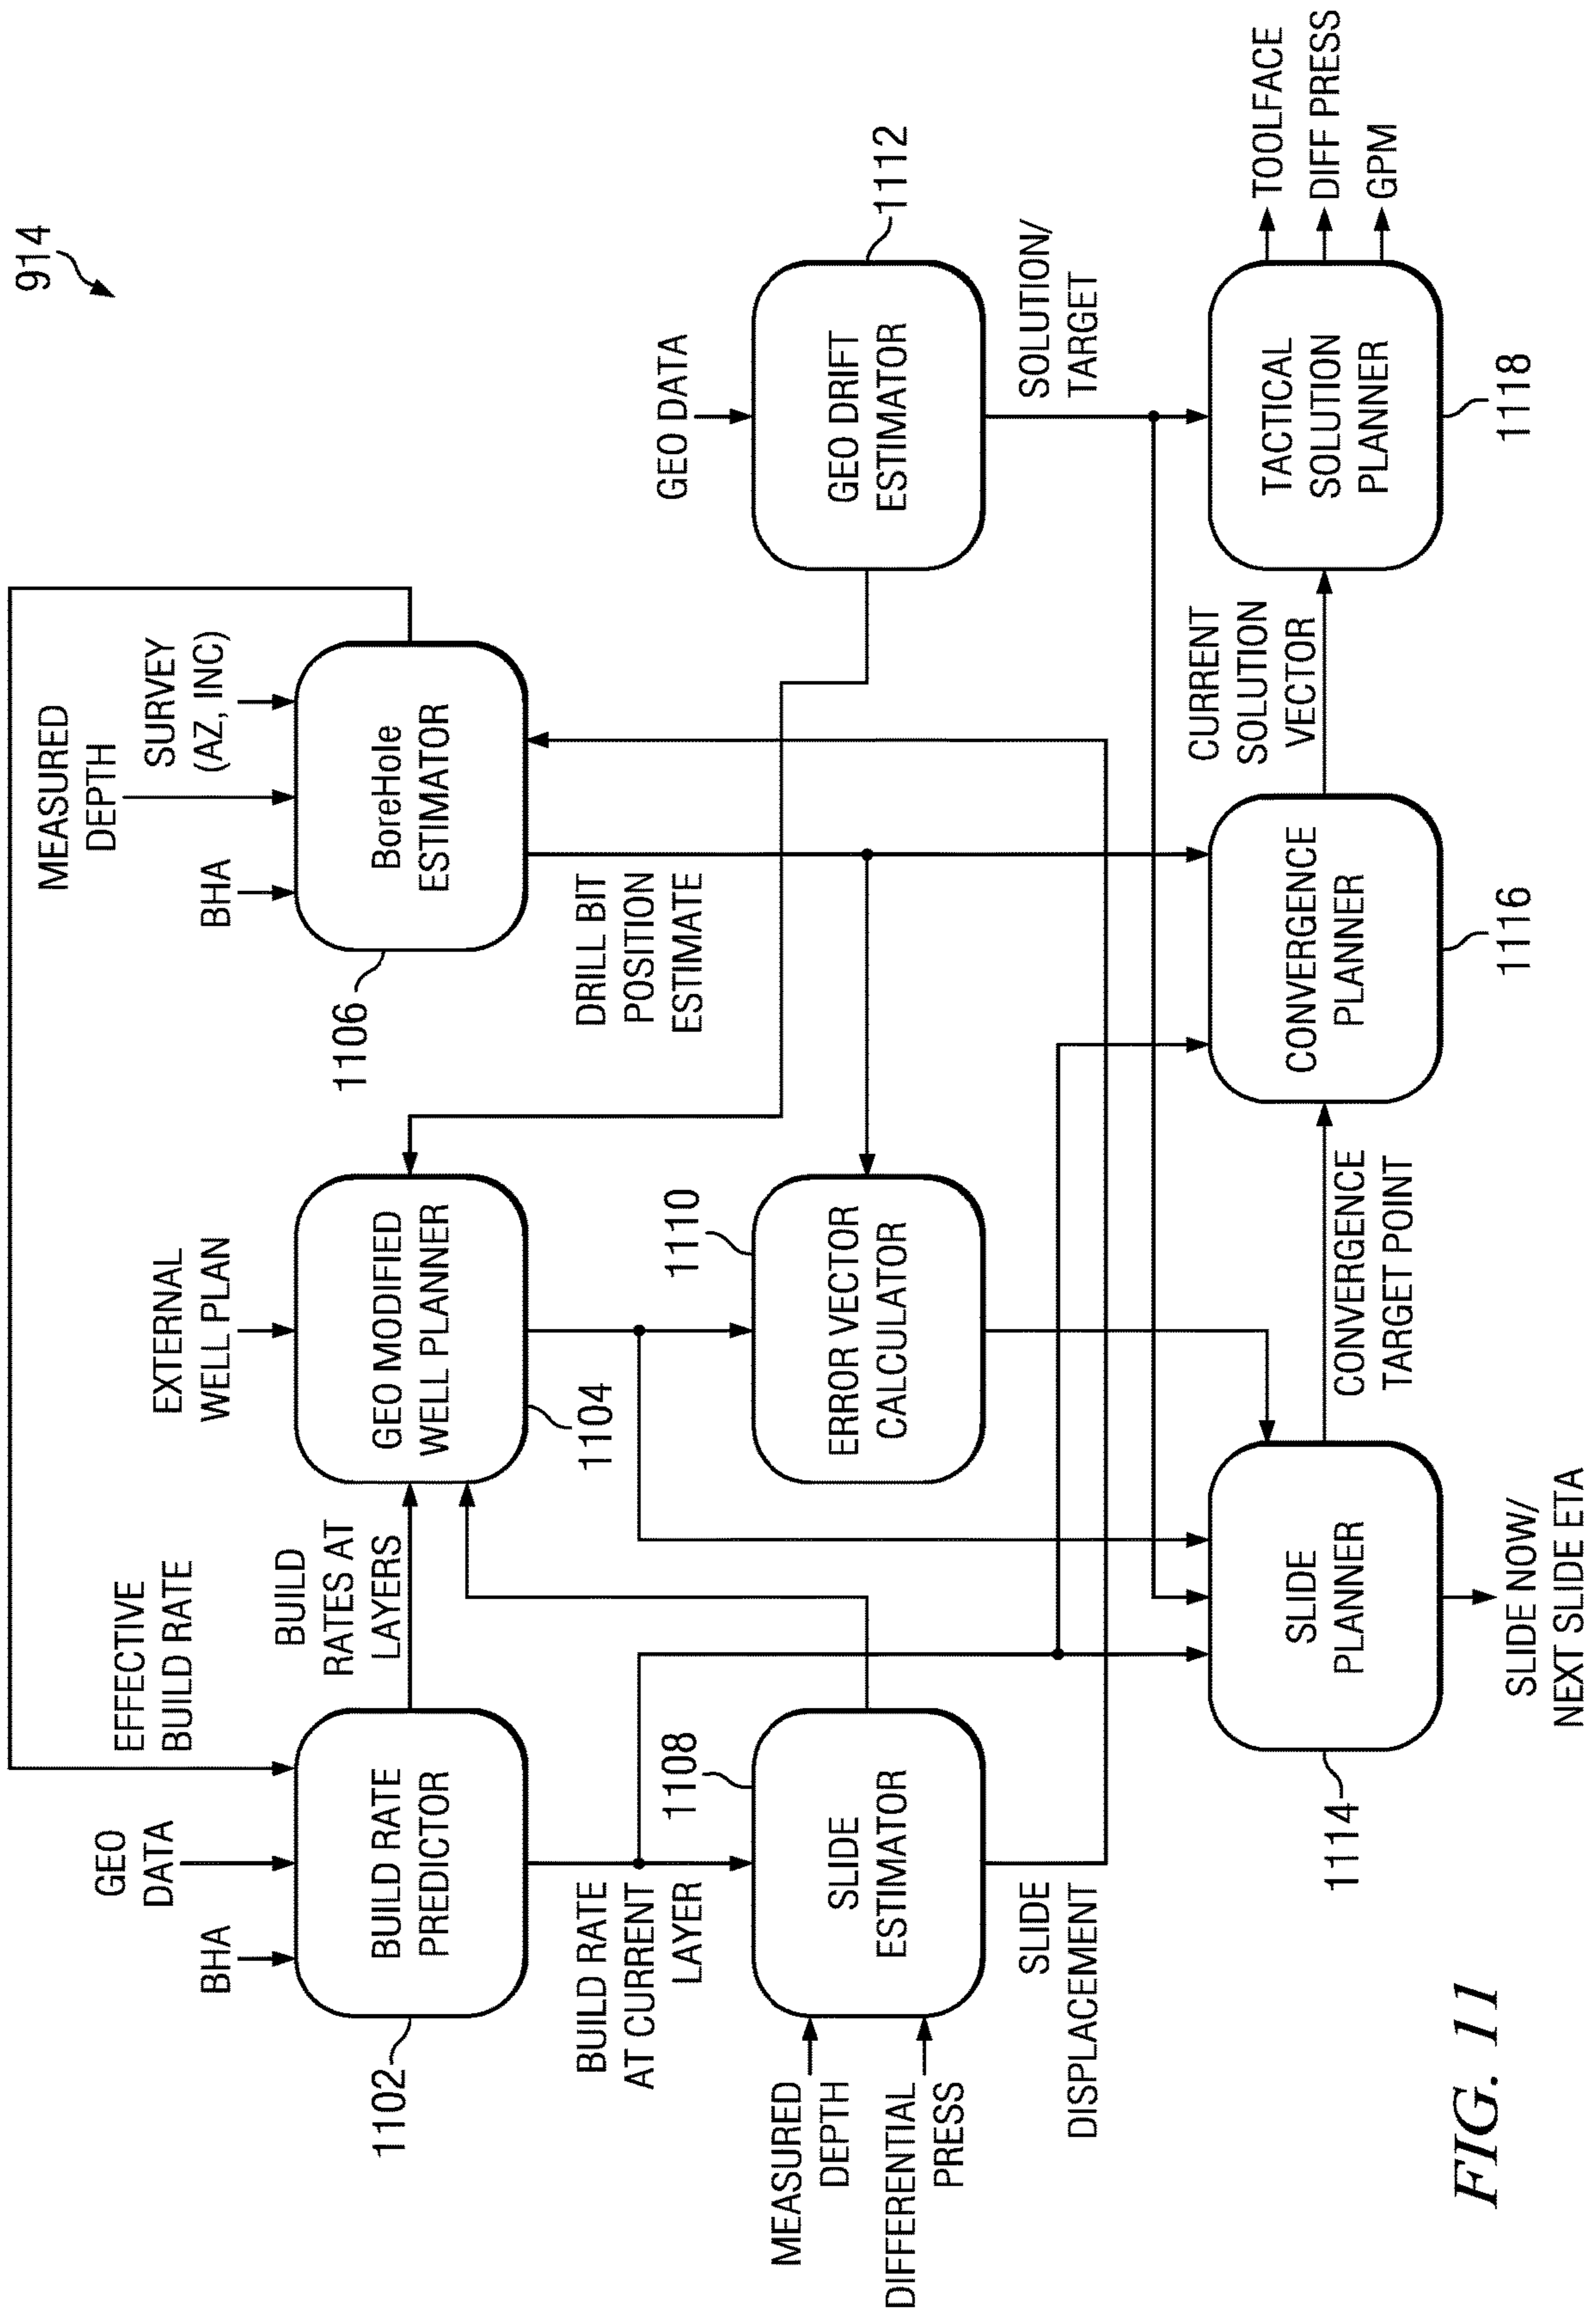 914
EFFECTIVE
BUILD RATE
GEO
DATA
BHA
BUILD RATE
PREDICTOR
1102
BUILD
RATES AT
LAYERS
EXTERNAL
WELL PLAN
GEO MODIFIED
WELL PLANNER
1104
MEASURED
DEPTH
SURVEY
(AZ, INC)
BHA
BoreHole
ESTIMATOR
1106
BUILD RATE
AT CURRENT
LAYER
1108
SLIDE
ESTIMATOR
MEASURED
DEPTH
DIFFERENTIAL
PRESS
SLIDE
DISPLACEMENT
1110
ERROR VECTOR
CALCULATOR
DRILL BIT
POSITION
ESTIMATE
GEO DATA
GEO DRIFT
ESTIMATOR
1112
SOLUTION/
TARGET
SLIDE
PLANNER
1114
SLIDE NOW/
NEXT SLIDE ETA
CONVERGENCE
TARGET POINT
CONVERGENCE
PLANNER
1116
CURRENT
SOLUTION
VECTOR
TACTICAL
SOLUTION
PLANNER
1118
TOOLFACE
DIFF PRESS
GPM
FIG. 11